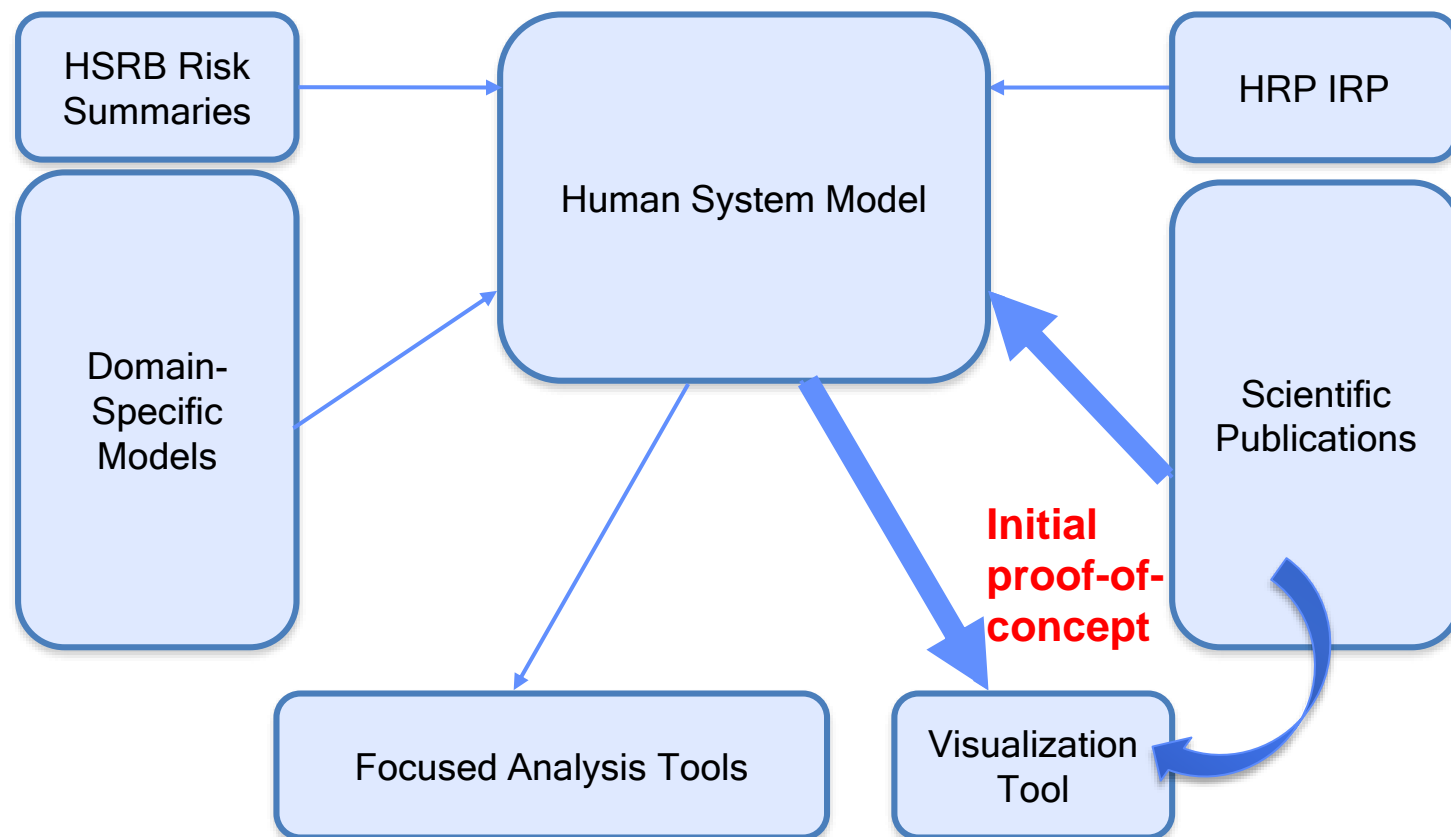 HSRB Risk
Summaries
Human System Model
HRP IRP
Domain-
Specific
Models
Scientific
Publications
Initial
proof-of-
concept
Focused Analysis Tools
Visualization
Tool